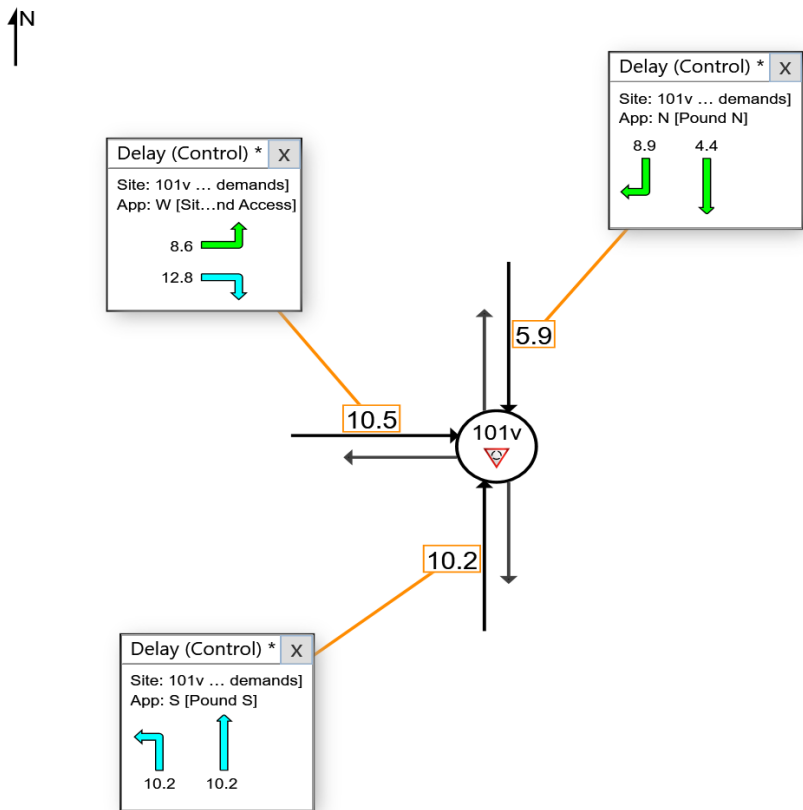 N
Delay (Control) * x
Site: 101v ... demands]
App: N [Pound N]
8.9 4.4
Delay (Control) * x
Site: 101v ... demands]
App: W [Sit...nd Access]
8.6
12.8
5.9
10.5
101v
10.2
Delay (Control) * x
Site: 101v ... demands]
App: S [Pound S]
10.2 10.2